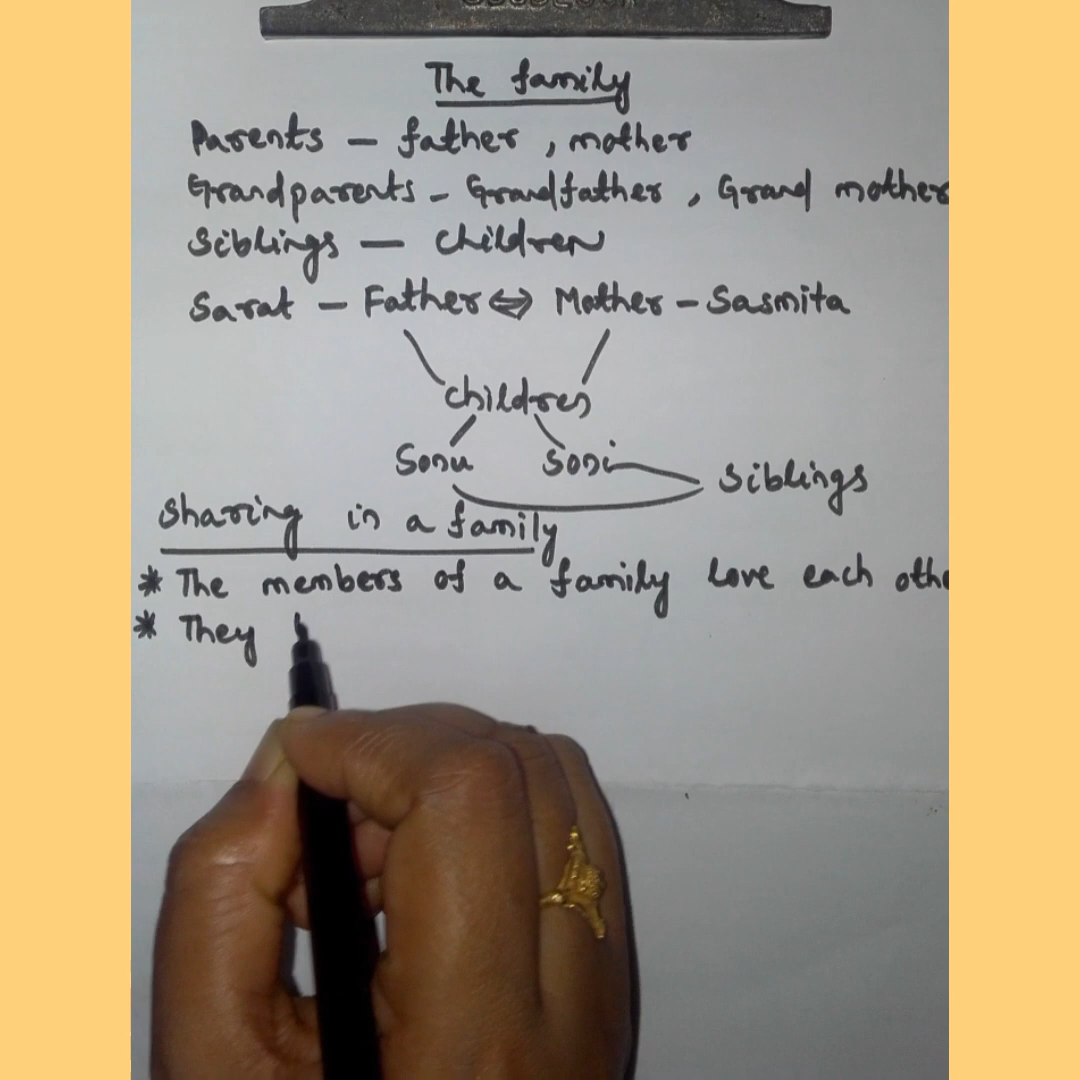 The family
Parents – father , mother
Grandparents – Grandfather , Grand mother
Siblings – children
Sarat – Father ⇔ Mother – Sasmita
children
Sonu Soni Siblings
Sharing in a family
* The members of a family love each othe
* They